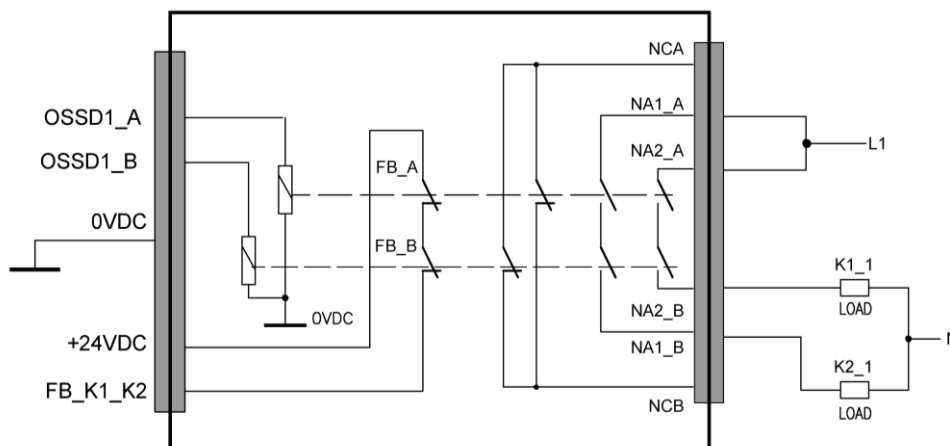 NCA
OSSD1_A
NA1_A
OSSD1_B
NA2_A
L1
FB_A
0VDC
FB_B
K1_1
LOAD
NA2_B
0VDC
+24VDC
NA1_B
N
K2_1
FB_K1_K2
NCB
LOAD